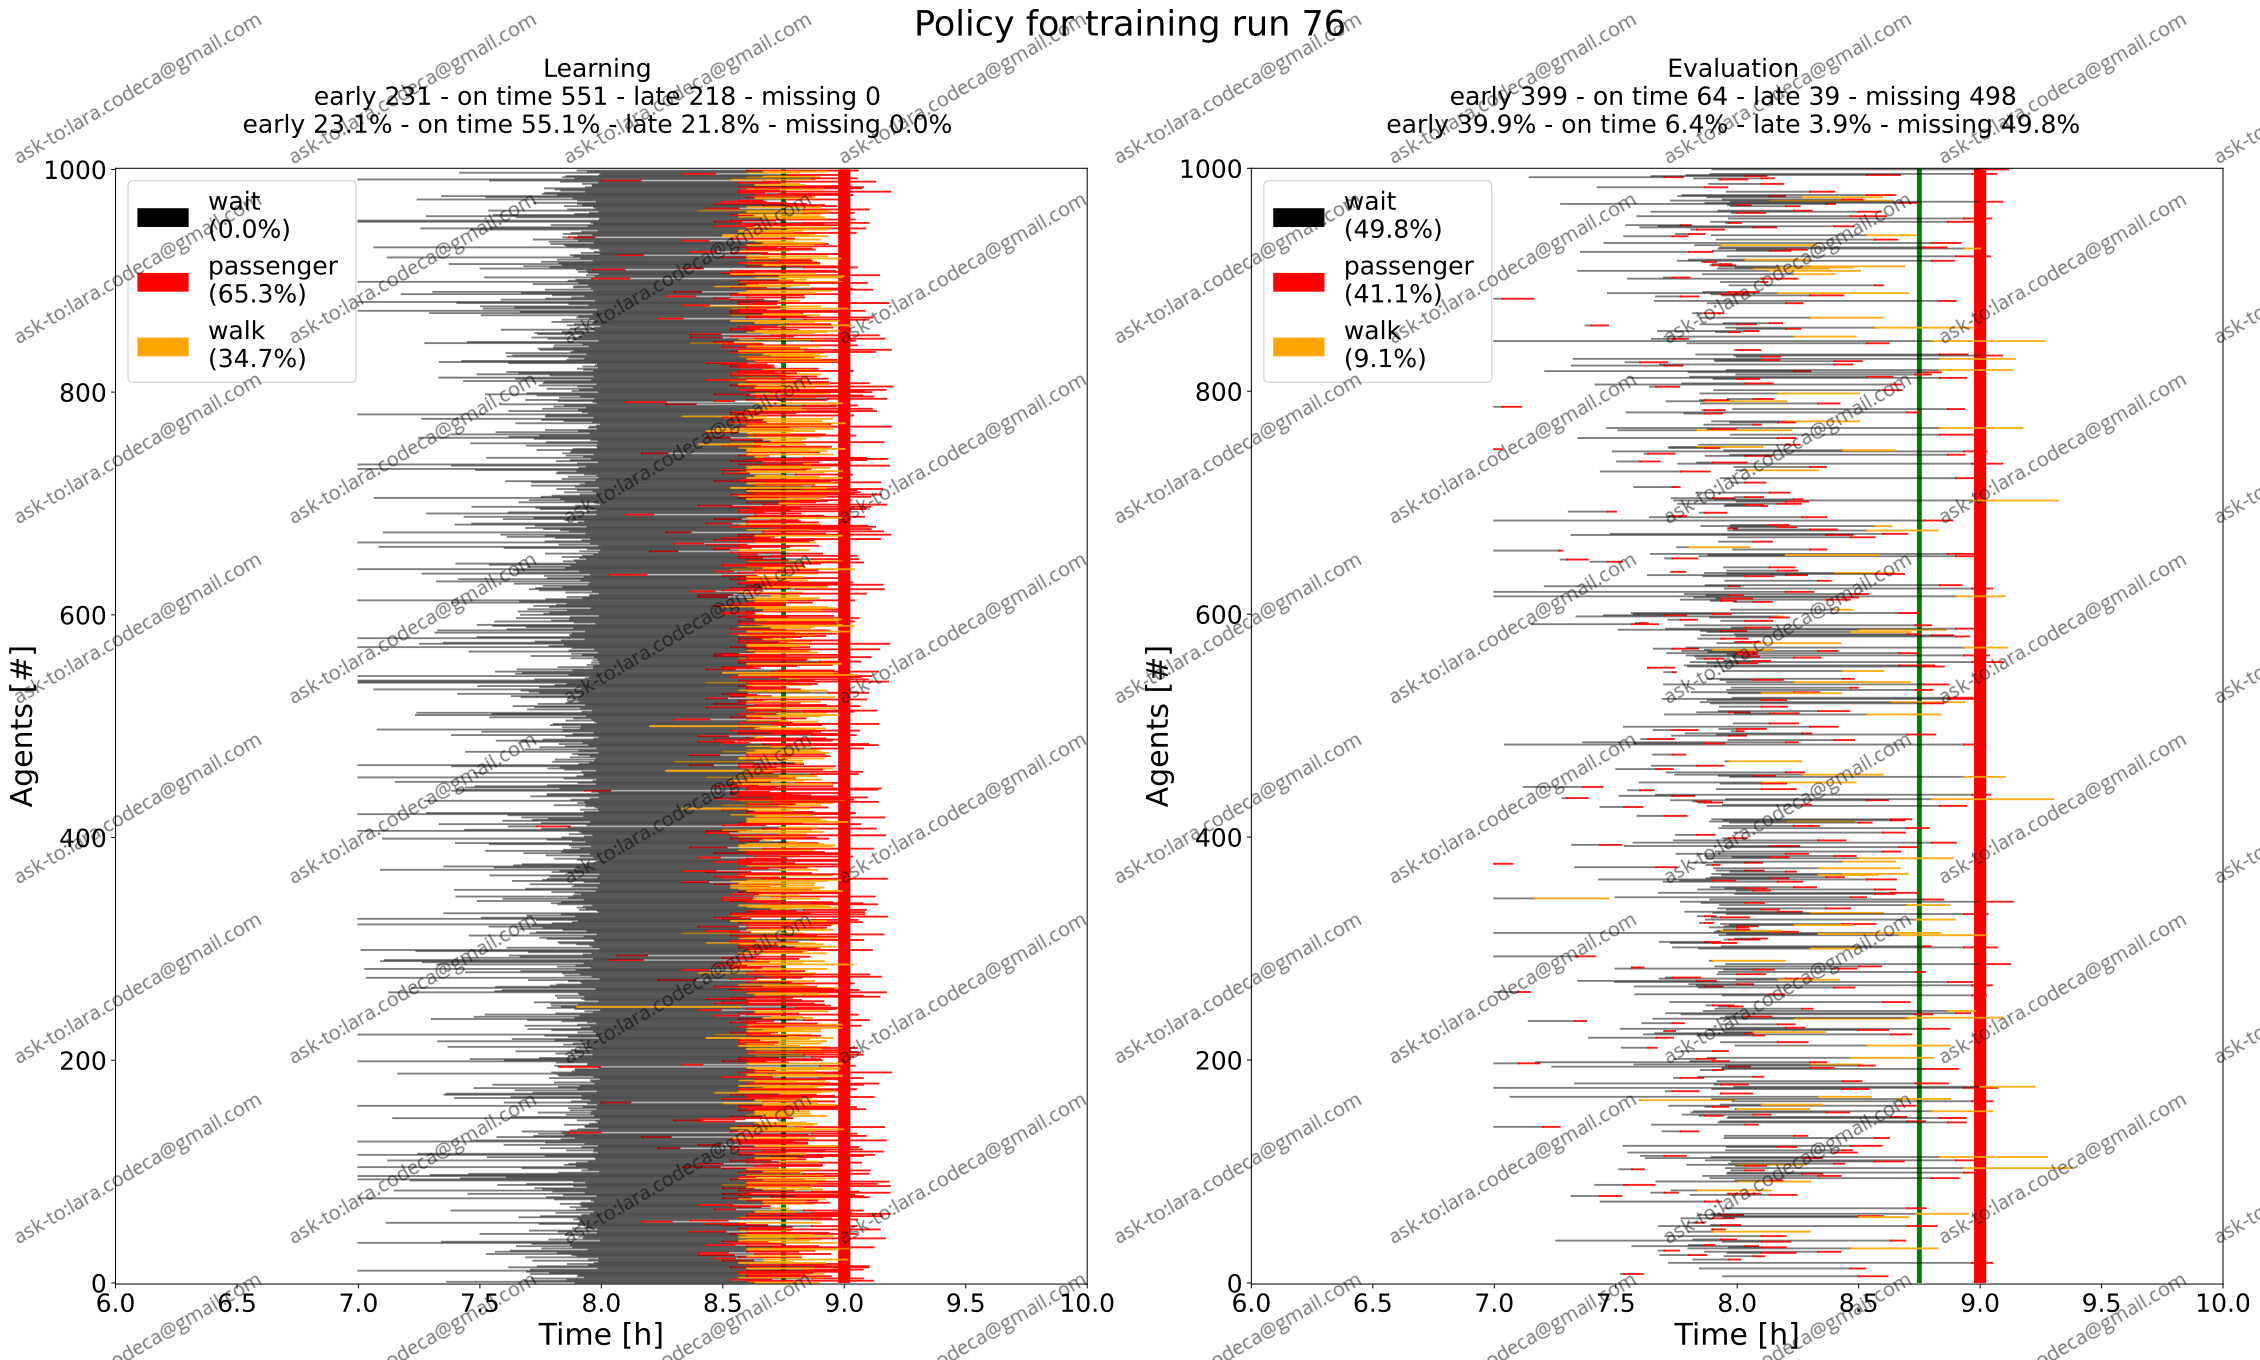 Policy for training run 76
Learning
early 231 - on time 551 - late 218 - missing 0
early 23.1% - on time 55.1% - late 21.8% - missing 0.0%
wait
(0.0%)
passenger
(65.3%)
walk
(34.7%)
Agents [#]
1000
800
600
400
200
0
6.0 6.5 7.0 7.5 8.0 8.5 9.0 9.5 10.0
Time [h]
Evaluation
early 399 - on time 64 - late 39 - missing 498
early 39.9% - on time 6.4% - late 3.9% - missing 49.8%
wait
(49.8%)
passenger
(41.1%)
walk
(9.1%)
Agents [#]
1000
800
600
400
200
0
6.0 6.5 7.0 7.5 8.0 8.5 9.0 9.5 10.0
Time [h]
ask-to:lara.codeca@gmail.com